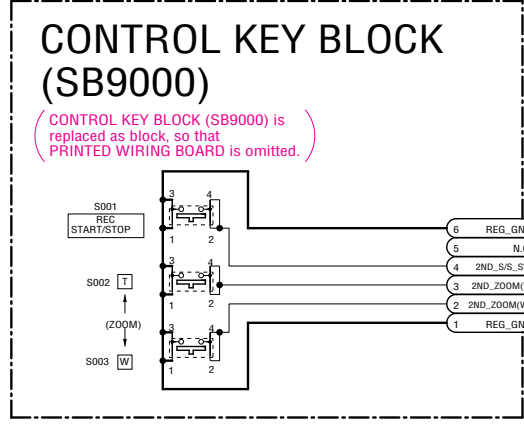 CONTROL KEY BLOCK
(SB9000)
CONTROL KEY BLOCK (SB9000) is
replaced as block, so that
PRINTED WIRING BOARD is omitted.
3 4
S001
REC
START/STOP
1 2
6 REG_GN
5 N.
3 4
4 2ND_S/S_S
S002 T
3 2ND_ZOOM(
1 2
2 2ND_ZOOM(W
(ZOOM)
3 4
1 REG_GN
S003 W
1 2